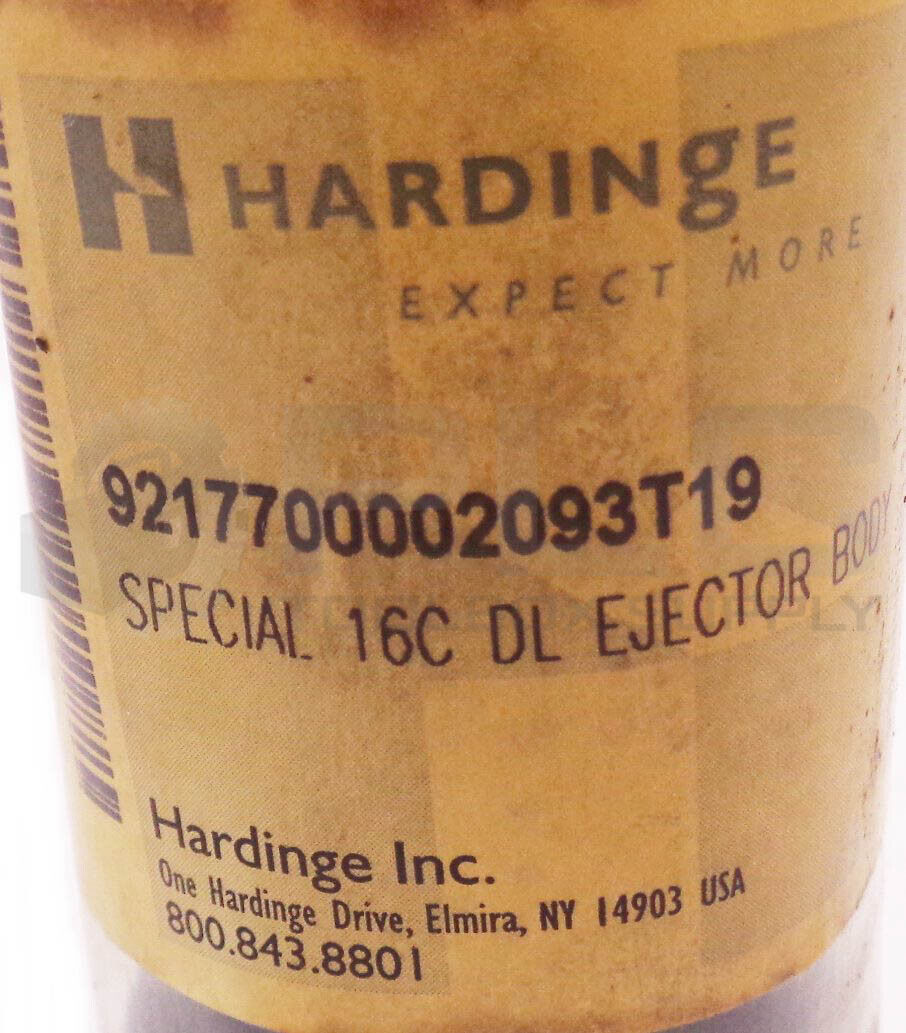 HARDINgE
EXPECT MORE
9217700002093T19
SPECIAL 16C DL EJECTOR BODY
Hardinge Inc.
One Hardinge Drive, Elmira, NY 14903 USA
800.843.8801